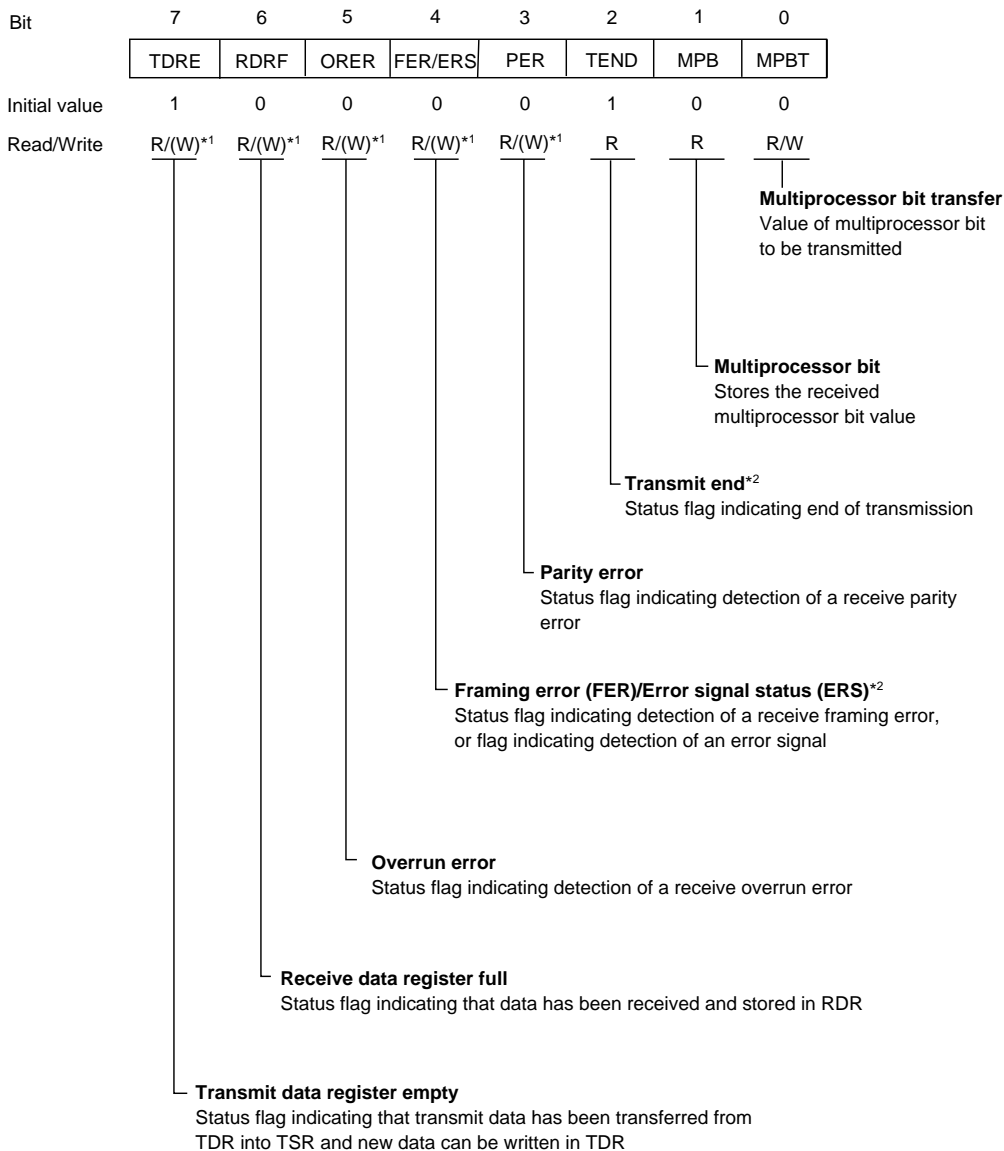 Bit 7 6 5 4 3 2 1 0
TDRE RDRF ORER FER/ERS PER TEND MPB MPBT
Initial value 1 0 0 0 0 1 0 0
Read/Write R/(W)*1 R/(W)*1 R/(W)*1 R/(W)*1 R/(W)*1 R R R/W
Multiprocessor bit transfer
Value of multiprocessor bit
to be transmitted
Multiprocessor bit
Stores the received
multiprocessor bit value
Transmit end*2
Status flag indicating end of transmission
Parity error
Status flag indicating detection of a receive parity
error
Framing error (FER)/Error signal status (ERS)*2
Status flag indicating detection of a receive framing error,
or flag indicating detection of an error signal
Overrun error
Status flag indicating detection of a receive overrun error
Receive data register full
Status flag indicating that data has been received and stored in RDR
Transmit data register empty
Status flag indicating that transmit data has been transferred from
TDR into TSR and new data can be written in TDR